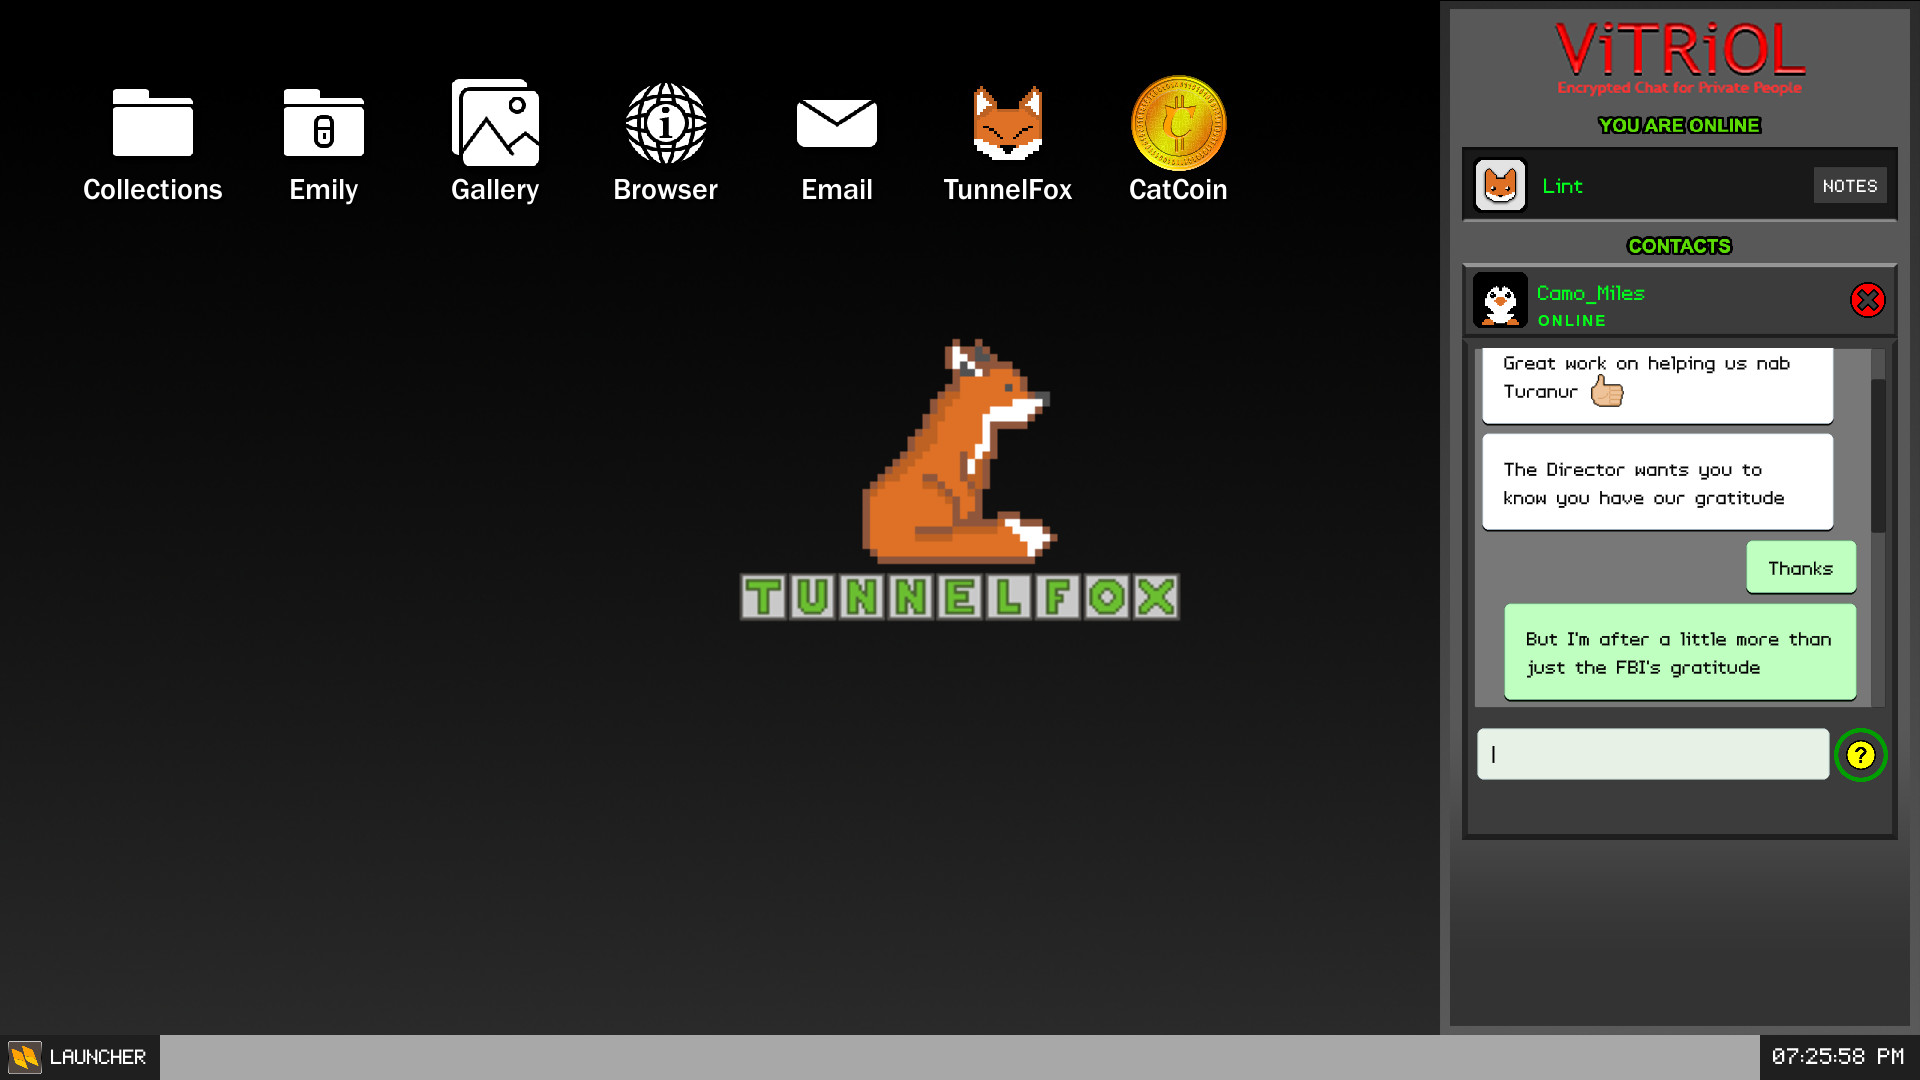 Collections
Emily
Gallery
Browser
Email
TunnelFox
CatCoin
TUNNELFOX
ViTRiOL
Encrypted Chat for Private People
YOU ARE ONLINE
Lint
NOTES
CONTACTS
Camo_Miles
ONLINE
Great work on helping us nab
Turanur
The Director wants you to
know you have our gratitude
Thanks
But I'm after a little more than
just the FBI's gratitude
?
LAUNCHER
07:25:58 PM